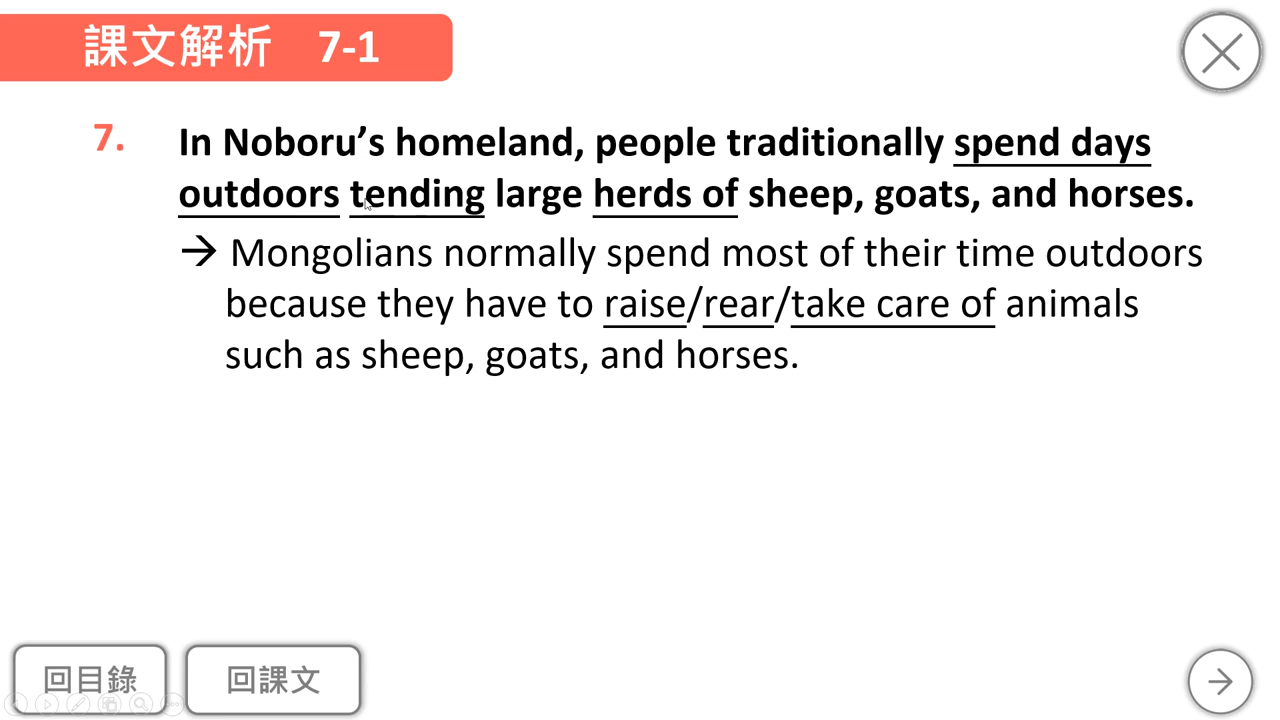 課文解析 7-1
7. In Noboru’s homeland, people traditionally spend days
outdoors tending large herds of sheep, goats, and horses.
→ Mongolians normally spend most of their time outdoors
because they have to raise/rear/take care of animals
such as sheep, goats, and horses.
回目錄 回課文